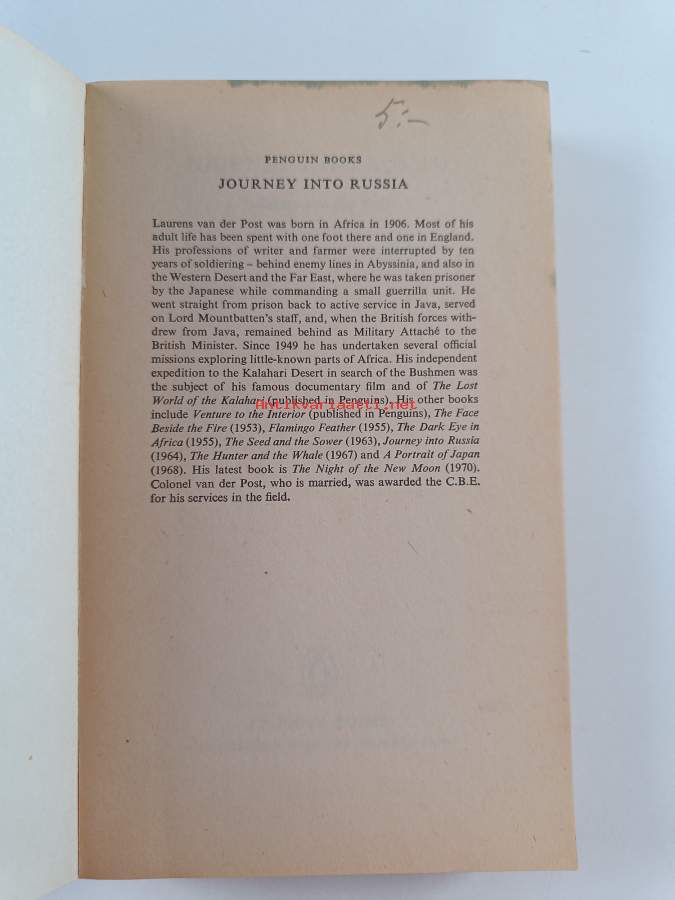 5:-
PENGUIN BOOKS
JOURNEY INTO RUSSIA
Laurens van der Post was born in Africa in 1906. Most of his
adult life has been spent with one foot there and one in England.
His professions of writer and farmer were interrupted by ten
years of soldiering – behind enemy lines in Abyssinia, and also in
the Western Desert and the Far East, where he was taken prisoner
by the Japanese while commanding a small guerrilla unit. He
went straight from prison back to active service in Java, served
on Lord Mountbatten's staff, and, when the British forces with-
drew from Java, remained behind as Military Attaché to the
British Minister. Since 1949 he has undertaken several official
missions exploring little-known parts of Africa. His independent
expedition to the Kalahari Desert in search of the Bushmen was
the subject of his famous documentary film and of The Lost
World of the Kalahari (published in Penguins). His other books
Antikvariaatti.net
include Venture to the Interior (published in Penguins), The Face
Beside the Fire (1953), Flamingo Feather (1955), The Dark Eye in
Africa (1955), The Seed and the Sower (1963), Journey into Russia
(1964), The Hunter and the Whale (1967) and A Portrait of Japan
(1968). His latest book is The Night of the New Moon (1970).
Colonel van der Post, who is married, was awarded the C.B.E.
for his services in the field.